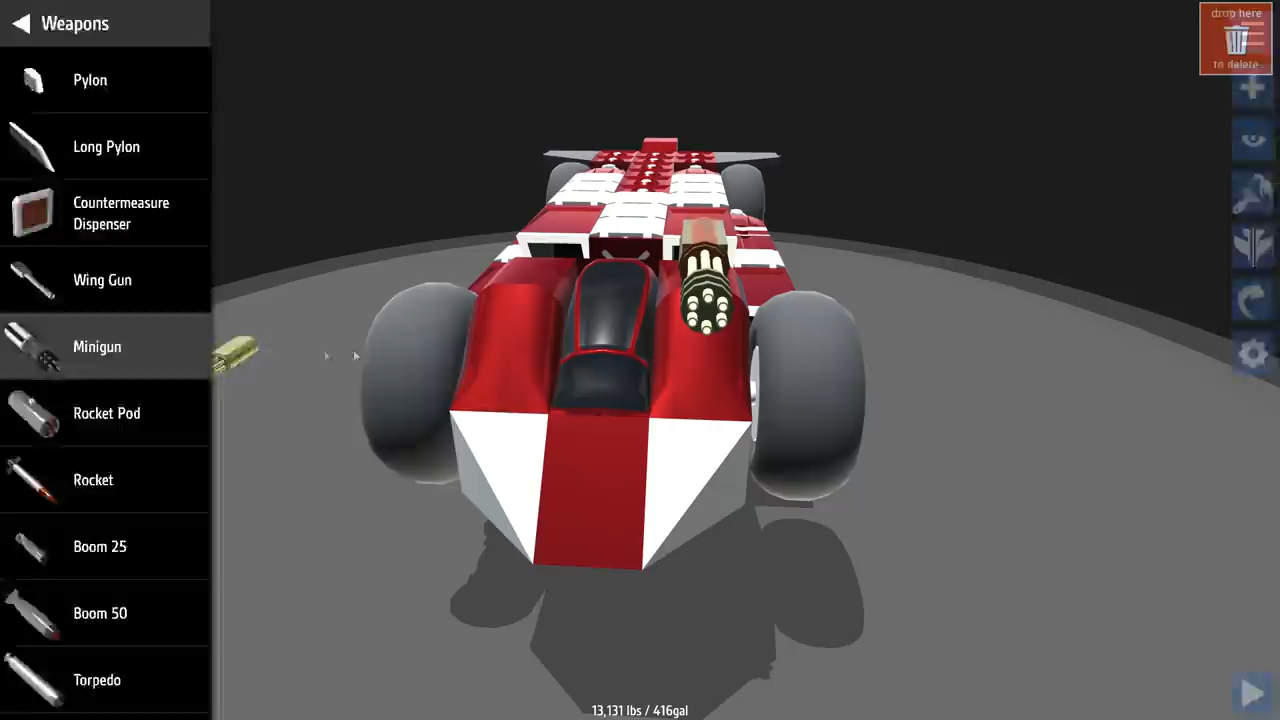 Weapons
Pylon
Long Pylon
Countermeasure
Dispenser
Wing Gun
Minigun
Rocket Pod
Rocket
Boom 25
Boom 50
Torpedo
drop here
to delete
13,131 lbs / 416gal